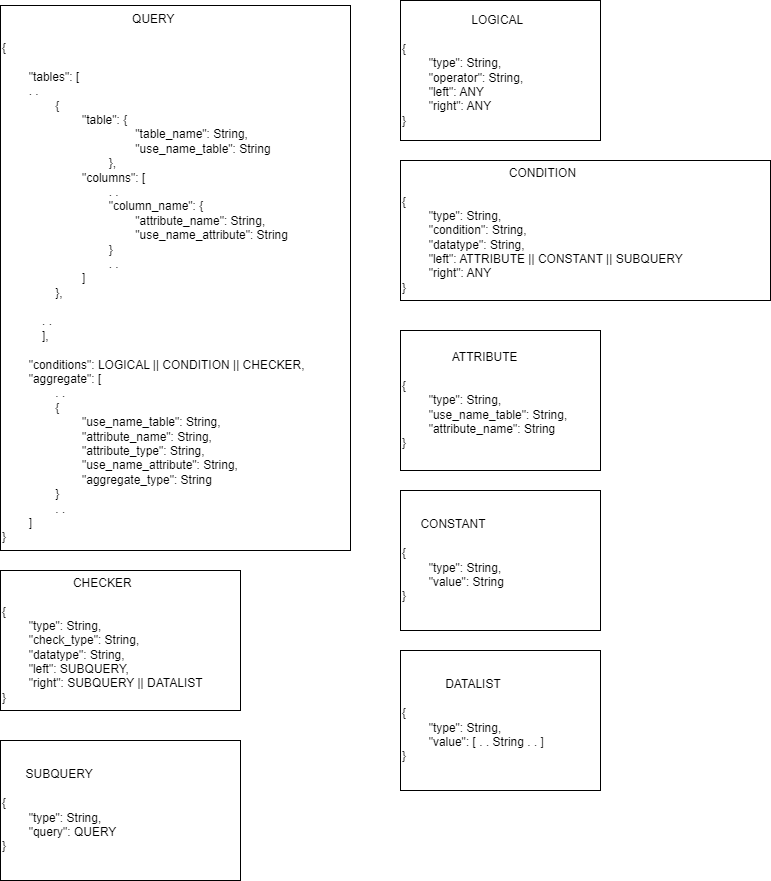 QUERY
{
"tables": [
. .
{
"table": {
"table_name": String,
"use_name_table": String
},
"columns": [
. .
"column_name": {
"attribute_name": String,
"use_name_attribute": String
}
. .
]
},
. .
],
"conditions": LOGICAL || CONDITION || CHECKER,
"aggregate": [
. .
{
"use_name_table": String,
"attribute_name": String,
"attribute_type": String,
"use_name_attribute": String,
"aggregate_type": String
}
. .
]
}
CHECKER
{
"type": String,
"check_type": String,
"datatype": String,
"left": SUBQUERY,
"right": SUBQUERY || DATALIST
}
SUBQUERY
{
"type": String,
"query": QUERY
}
LOGICAL
{
"type": String,
"operator": String,
"left": ANY
"right": ANY
}
CONDITION
{
"type": String,
"condition": String,
"datatype": String,
"left": ATTRIBUTE || CONSTANT || SUBQUERY
"right": ANY
}
ATTRIBUTE
{
"type": String,
"use_name_table": String,
"attribute_name": String
}
CONSTANT
{
"type": String,
"value": String
}
DATALIST
{
"type": String,
"value": [ . . String . . ]
}